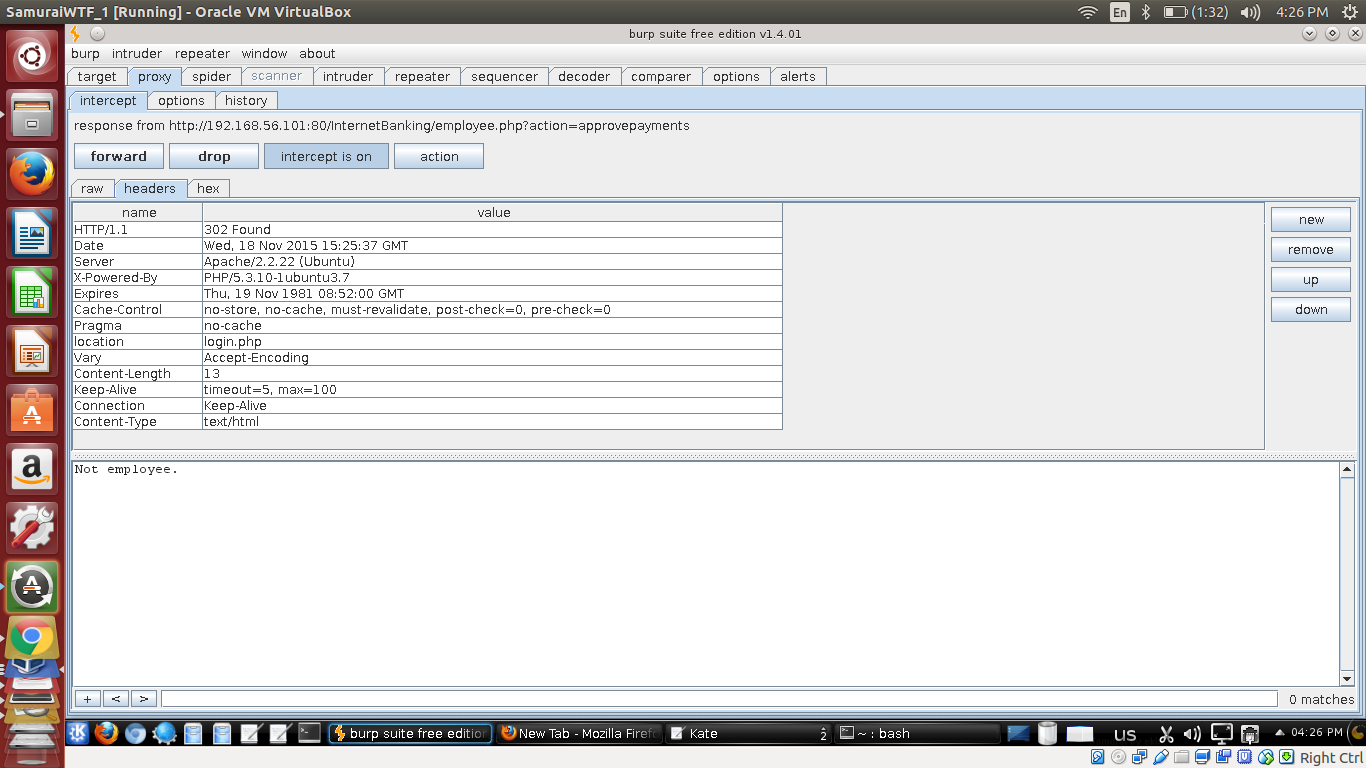 SamuraiWTF_1 [Running] - Oracle VM VirtualBox En (1:32) 4:26 PM
burp suite free edition v1.4.01
burp intruder repeater window about
target proxy spider scanner intruder repeater sequencer decoder comparer options alerts
intercept options history
response from http://192.168.56.101:80/InternetBanking/employee.php?action=approvepayments
forward drop intercept is on action
raw headers hex
name value new
HTTP/1.1 302 Found
Date Wed, 18 Nov 2015 15:25:37 GMT remove
Server Apache/2.2.22 (Ubuntu)
X-Powered-By PHP/5.3.10-1ubuntu3.7 up
Expires Thu, 19 Nov 1981 08:52:00 GMT
Cache-Control no-store, no-cache, must-revalidate, post-check=0, pre-check=0 down
Pragma no-cache
location login.php
Vary Accept-Encoding
Content-Length 13
Keep-Alive timeout=5, max=100
Connection Keep-Alive
Content-Type text/html
Not employee.
+ < > 0 matches
burp suite free edition New Tab - Mozilla Firefo Kate 2 ~ : bash US 04:26 PM
Right Ctrl